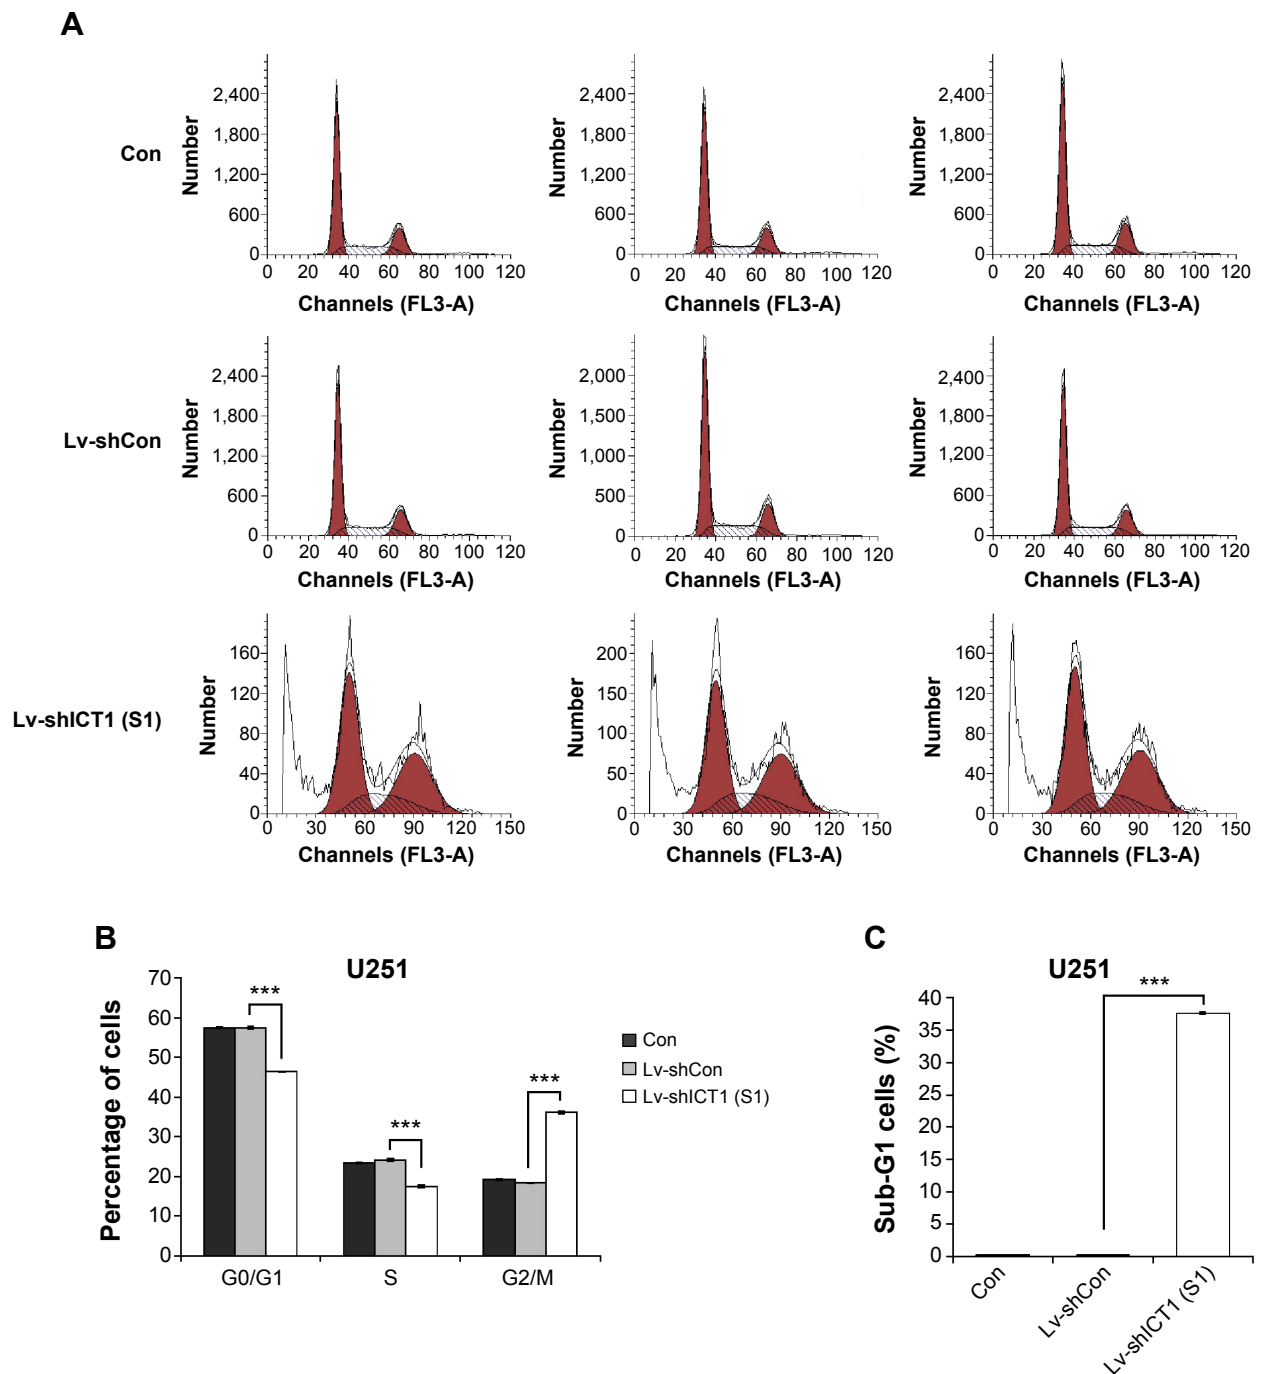 A
Con
Number
2,400
1,800
1,200
600
0
0 20 40 60 80 100 120
Channels (FL3-A)
Number
2,400
1,800
1,200
600
0
0 20 40 60 80 100 120
Channels (FL3-A)
Number
2,400
1,800
1,200
600
0
0 20 40 60 80 100 120
Channels (FL3-A)
Lv-shCon
Number
2,400
1,800
1,200
600
0
0 20 40 60 80 100 120
Channels (FL3-A)
Number
2,000
1,500
1,000
500
0
0 20 40 60 80 100 120
Channels (FL3-A)
Number
2,400
1,800
1,200
600
0
0 20 40 60 80 100 120
Channels (FL3-A)
Lv-shICT1 (S1)
Number
160
120
80
40
0
0 30 60 90 120 150
Channels (FL3-A)
Number
200
150
100
50
0
0 30 60 90 120 150
Channels (FL3-A)
Number
160
120
80
40
0
0 30 60 90 120 150
Channels (FL3-A)
B
U251
Percentage of cells
70
60
50
40
30
20
10
0
***
***
***
G0/G1 S G2/M
Con
Lv-shCon
Lv-shICT1 (S1)
C
U251
Sub-G1 cells (%)
40
35
30
25
20
15
10
5
0
***
Con
Lv-shCon
Lv-shICT1 (S1)